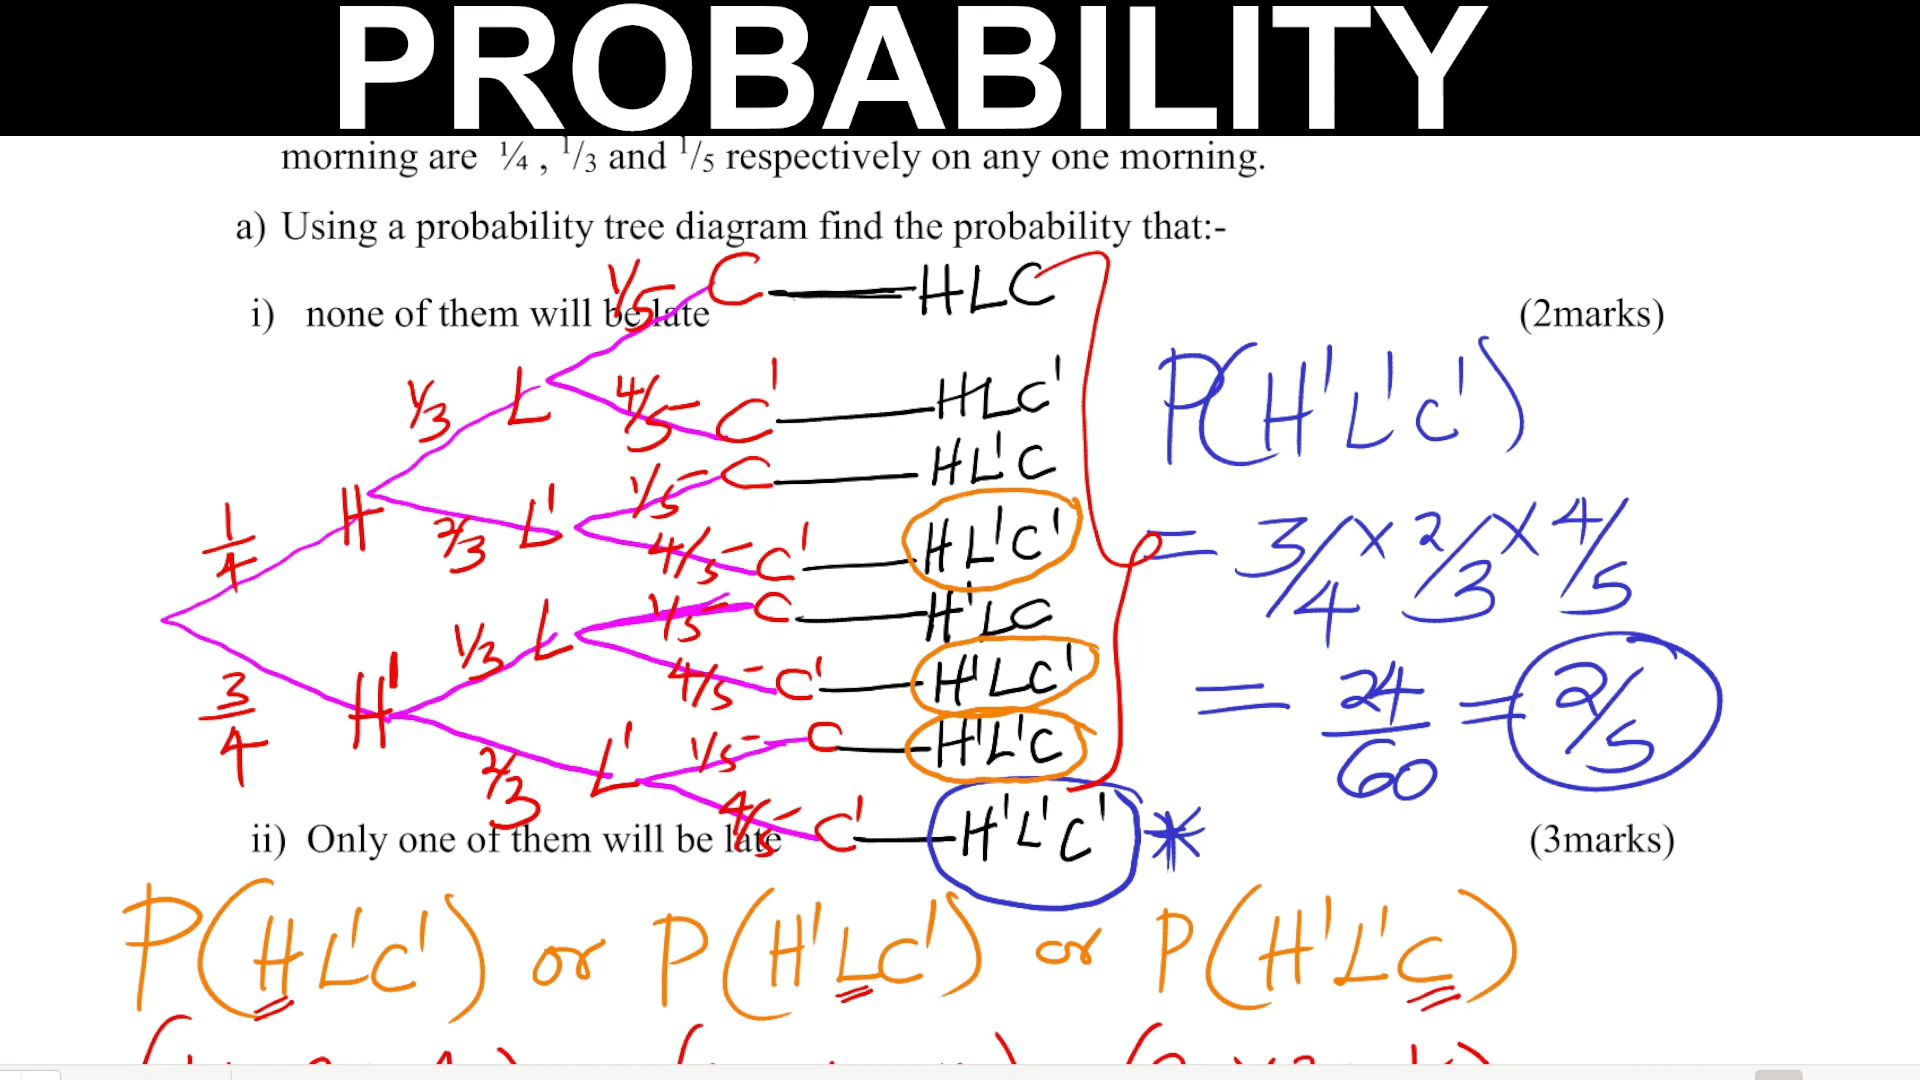 PROBABILITY
morning are ¼ , 1/3 and 1/5 respectively on any one morning.
a) Using a probability tree diagram find the probability that:-
1/5 C HLC
i) none of them will be late (2marks)
1/3 L 4/5 C' HLC'
P(H'L'C')
1/5 C HL'C
1/4 H 2/3 L' 4/5 C' HL'C'
= 3/4 × 2/3 × 4/5
1/5 C H'LC
1/3 L 4/5 C' H'LC'
3/4 H' = 24/60 = 2/5
1/5 C H'L'C
2/3 L' 4/5 C' H'L'C' *
ii) Only one of them will be late (3marks)
P(HL'C') or P(H'LC') or P(H'L'C)